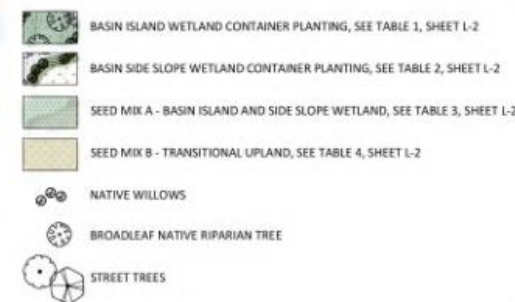 BASIN ISLAND WETLAND CONTAINER PLANTING, SEE TABLE 1, SHEET L-2
BASIN SIDE SLOPE WETLAND CONTAINER PLANTING, SEE TABLE 2, SHEET L-2
SEED MIX A - BASIN ISLAND AND SIDE SLOPE WETLAND, SEE TABLE 3, SHEET L-2
SEED MIX B - TRANSITIONAL UPLAND, SEE TABLE 4, SHEET L-2
NATIVE WILLOWS
BROADLEAF NATIVE RIPARIAN TREE
STREET TREES